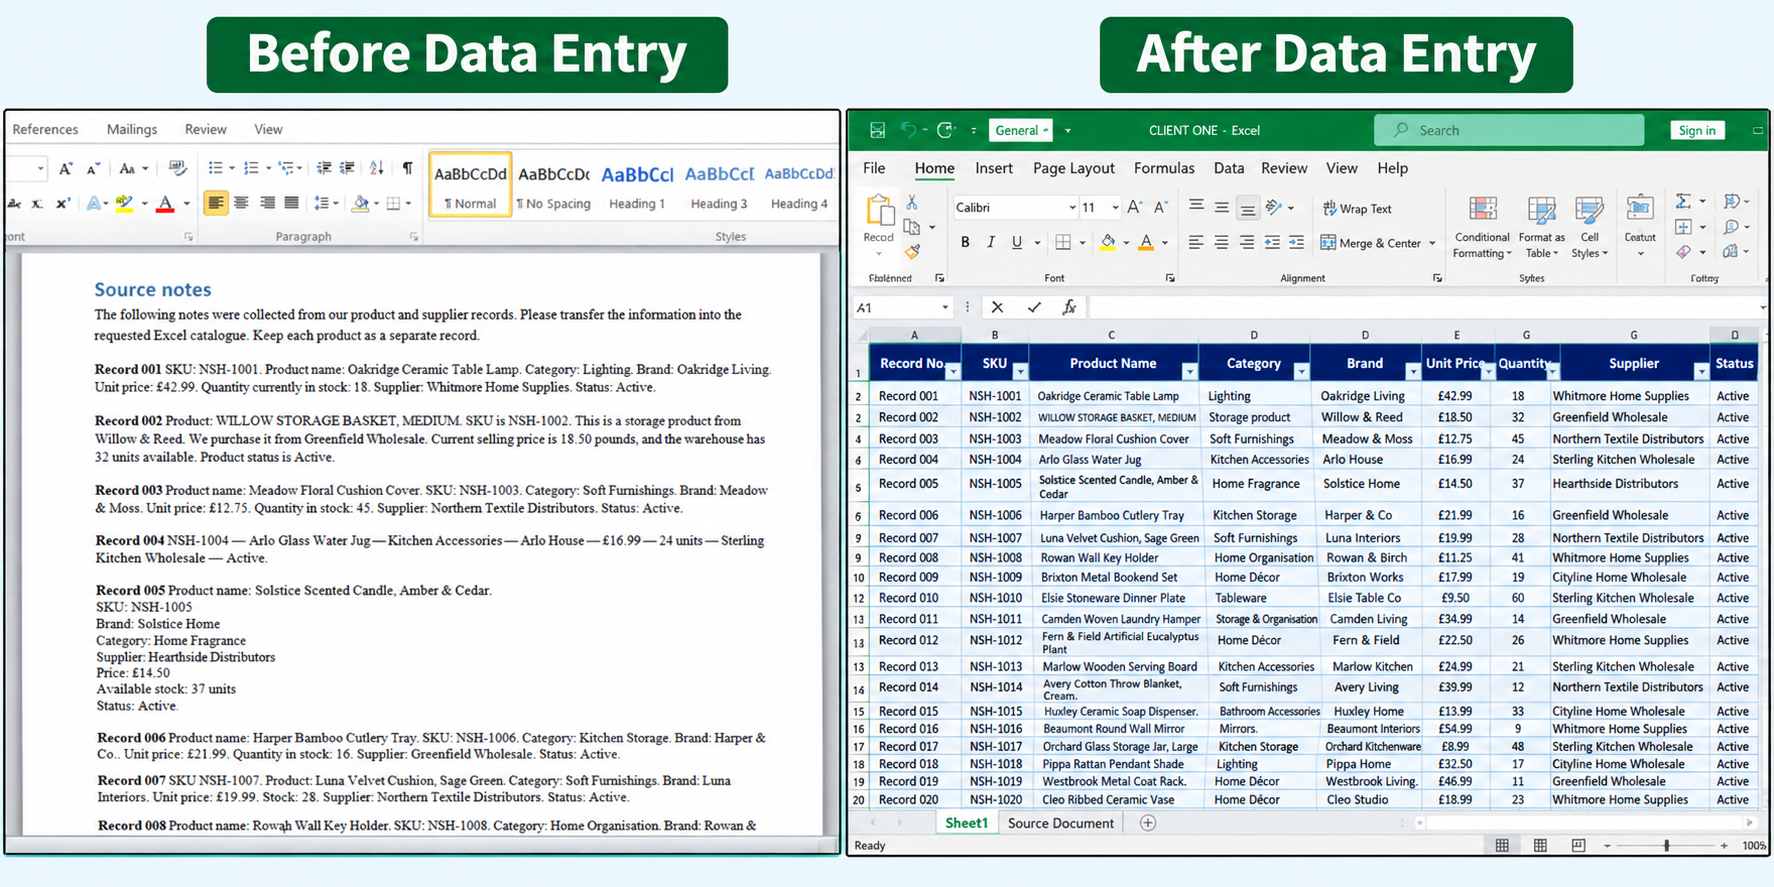 Before Data Entry
After Data Entry
References Mailings Review View
Aa
A
¶ Normal
¶ No Spacing
Heading 1
Heading 3
Heading 4
AaBbCcDd AaBbCcDc AaBbCcI AaBbCcI AaBbCcDd
ont
Paragraph
Styles
Source notes
The following notes were collected from our product and supplier records. Please transfer the information into the
requested Excel catalogue. Keep each product as a separate record.
Record 001 SKU: NSH-1001. Product name: Oakridge Ceramic Table Lamp. Category: Lighting. Brand: Oakridge Living.
Unit price: £42.99. Quantity currently in stock: 18. Supplier: Whitmore Home Supplies. Status: Active.
Record 002 Product: WILLOW STORAGE BASKET, MEDIUM. SKU is NSH-1002. This is a storage product from
Willow & Reed. We purchase it from Greenfield Wholesale. Current selling price is 18.50 pounds, and the warehouse has
32 units available. Product status is Active.
Record 003 Product name: Meadow Floral Cushion Cover. SKU: NSH-1003. Category: Soft Furnishings. Brand: Meadow
& Moss. Unit price: £12.75. Quantity in stock: 45. Supplier: Northern Textile Distributors. Status: Active.
Record 004 NSH-1004 — Arlo Glass Water Jug — Kitchen Accessories — Arlo House — £16.99 — 24 units — Sterling
Kitchen Wholesale — Active.
Record 005 Product name: Solstice Scented Candle, Amber & Cedar.
SKU: NSH-1005
Brand: Solstice Home
Category: Home Fragrance
Supplier: Hearthside Distributors
Price: £14.50
Available stock: 37 units
Status: Active.
Record 006 Product name: Harper Bamboo Cutlery Tray. SKU: NSH-1006. Category: Kitchen Storage. Brand: Harper &
Co.. Unit price: £21.99. Quantity in stock: 16. Supplier: Greenfield Wholesale. Status: Active.
Record 007 SKU NSH-1007. Product: Luna Velvet Cushion, Sage Green. Category: Soft Furnishings. Brand: Luna
Interiors. Unit price: £19.99. Stock: 28. Supplier: Northern Textile Distributors. Status: Active.
Record 008 Product name: Rowan Wall Key Holder. SKU: NSH-1008. Category: Home Organisation. Brand: Rowan &
General
CLIENT ONE - Excel
Search
Sign in
File Home Insert Page Layout Formulas Data Review View Help
Calibri 11
Wrap Text
Record
B I U
Merge & Center
Conditional Formatting
Format as Table
Cell Styles
Ceatut
Font
Alignment
A1
fx
A B C D D E G G D
1 Record No. SKU Product Name Category Brand Unit Price Quantity Supplier Status
2 Record 001 NSH-1001 Oakridge Ceramic Table Lamp Lighting Oakridge Living £42.99 18 Whitmore Home Supplies Active
2 Record 002 NSH-1002 WILLOW STORAGE BASKET, MEDIUM Storage product Willow & Reed £18.50 32 Greenfield Wholesale Active
4 Record 003 NSH-1003 Meadow Floral Cushion Cover Soft Furnishings Meadow & Moss £12.75 45 Northern Textile Distributors Active
4 Record 004 NSH-1004 Arlo Glass Water Jug Kitchen Accessories Arlo House £16.99 24 Sterling Kitchen Wholesale Active
5 Record 005 NSH-1005 Solstice Scented Candle, Amber & Cedar Home Fragrance Solstice Home £14.50 37 Hearthside Distributors Active
6 Record 006 NSH-1006 Harper Bamboo Cutlery Tray Kitchen Storage Harper & Co £21.99 16 Greenfield Wholesale Active
9 Record 007 NSH-1007 Luna Velvet Cushion, Sage Green Soft Furnishings Luna Interiors £19.99 28 Northern Textile Distributors Active
9 Record 008 NSH-1008 Rowan Wall Key Holder Home Organisation Rowan & Birch £11.25 41 Whitmore Home Supplies Active
10 Record 009 NSH-1009 Brixton Metal Bookend Set Home Décor Brixton Works £17.99 19 Cityline Home Wholesale Active
12 Record 010 NSH-1010 Elsie Stoneware Dinner Plate Tableware Elsie Table Co £9.50 60 Sterling Kitchen Wholesale Active
13 Record 011 NSH-1011 Camden Woven Laundry Hamper Storage & Organisation Camden Living £34.99 14 Greenfield Wholesale Active
13 Record 012 NSH-1012 Fern & Field Artificial Eucalyptus Plant Home Décor Fern & Field £22.50 26 Whitmore Home Supplies Active
13 Record 013 NSH-1013 Marlow Wooden Serving Board Kitchen Accessories Marlow Kitchen £24.99 21 Sterling Kitchen Wholesale Active
14 Record 014 NSH-1014 Avery Cotton Throw Blanket, Cream. Soft Furnishings Avery Living £39.99 12 Northern Textile Distributors Active
15 Record 015 NSH-1015 Huxley Ceramic Soap Dispenser. Bathroom Accessories Huxley Home £13.99 33 Cityline Home Wholesale Active
16 Record 016 NSH-1016 Beaumont Round Wall Mirror Mirrors. Beaumont Interiors £54.99 9 Whitmore Home Supplies Active
17 Record 017 NSH-1017 Orchard Glass Storage Jar, Large Kitchen Storage Orchard Kitchenware £8.99 48 Sterling Kitchen Wholesale Active
18 Record 018 NSH-1018 Pippa Rattan Pendant Shade Lighting Pippa Home £32.50 17 Cityline Home Wholesale Active
19 Record 019 NSH-1019 Westbrook Metal Coat Rack. Home Décor Westbrook Living. £46.99 11 Greenfield Wholesale Active
20 Record 020 NSH-1020 Cleo Ribbed Ceramic Vase Home Décor Cleo Studio £18.99 23 Whitmore Home Supplies Active
Sheet1 Source Document
Ready
100%